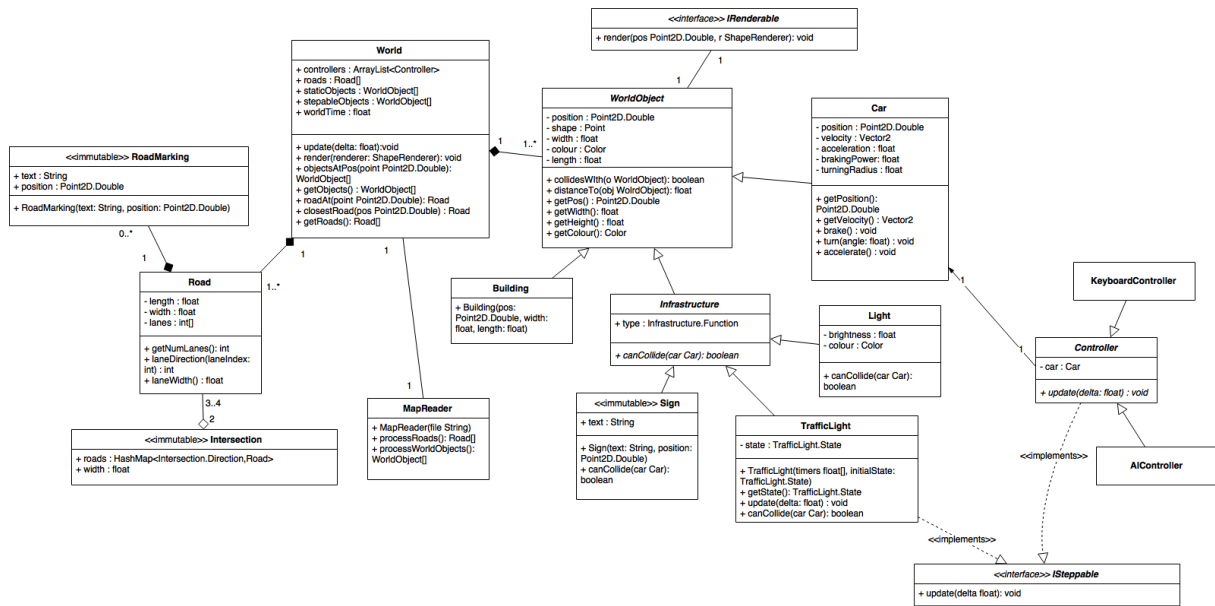 <<interface>> IRenderable
+ render(pos Point2D.Double, r ShapeRenderer): void
1
1
World
+ controllers : ArrayList<Controller>
+ roads : Road[]
+ staticObjects : WorldObject[]
+ stepableObjects : WorldObject[]
+ worldTime : float
+ update(delta: float):void
+ render(renderer: ShapeRenderer): void
+ objectsAtPos(point Point2D.Double):
WorldObject[]
+ getObjects() : WorldObject[]
+ roadAt(point Point2D.Double): Road
+ closestRoad(pos Point2D.Double) : Road
+ getRoads(): Road[]
1
1..*
WorldObject
- position : Point2D.Double
- shape : Point
- width : float
- colour : Color
- length : float
+ collidesWIth(o WorldObject): boolean
+ distanceTo(obj WolrdObject): float
+ getPos() : Point2D.Double
+ getWidth(): float
+ getHeight() : float
+ getColour(): Color
Car
- position : Point2D.Double
- velocity : Vector2
- acceleration : float
- brakingPower: float
- turningRadius : float
+ getPosition():
Point2D.Double
+ getVelocity() : Vector2
+ brake() : void
+ turn(angle: float) : void
+ accelerate() : void
<<immutable>> RoadMarking
+ text : String
+ position : Point2D.Double
+ RoadMarking(text: String, position: Point2D.Double)
0..*
1
1
1..*
1
1
Road
- length : float
- width : float
- lanes : int[]
+ getNumLanes(): int
+ laneDirection(laneIndex:
int) : int
+ laneWidth() : float
3..4
2
<<immutable>> Intersection
+ roads : HashMap<Intersection.Direction,Road>
+ width : float
MapReader
+ MapReader(file String)
+ processRoads() : Road[]
+ processWorldObjects():
WorldObject[]
Building
+ Building(pos:
Point2D.Double, width:
float, length: float)
Infrastructure
+ type : Infrastructure.Function
+ canCollide(car Car): boolean
Light
- brightness : float
- colour : Color
+ canCollide(car Car):
boolean
1
1
KeyboardController
Controller
- car : Car
+ update(delta: float) : void
AIController
<<immutable>> Sign
+ text : String
+ Sign(text: String, position:
Point2D.Double)
+ canCollide(car Car):
boolean
TrafficLight
- state : TrafficLight.State
+ TrafficLight(timers float[], initialState:
TrafficLight.State)
+ getState(): TrafficLight.State
+ update(delta: float) : void
+ canCollide(car Car): boolean
<<implements>>
<<implements>>
<<interface>> ISteppable
+ update(delta float): void